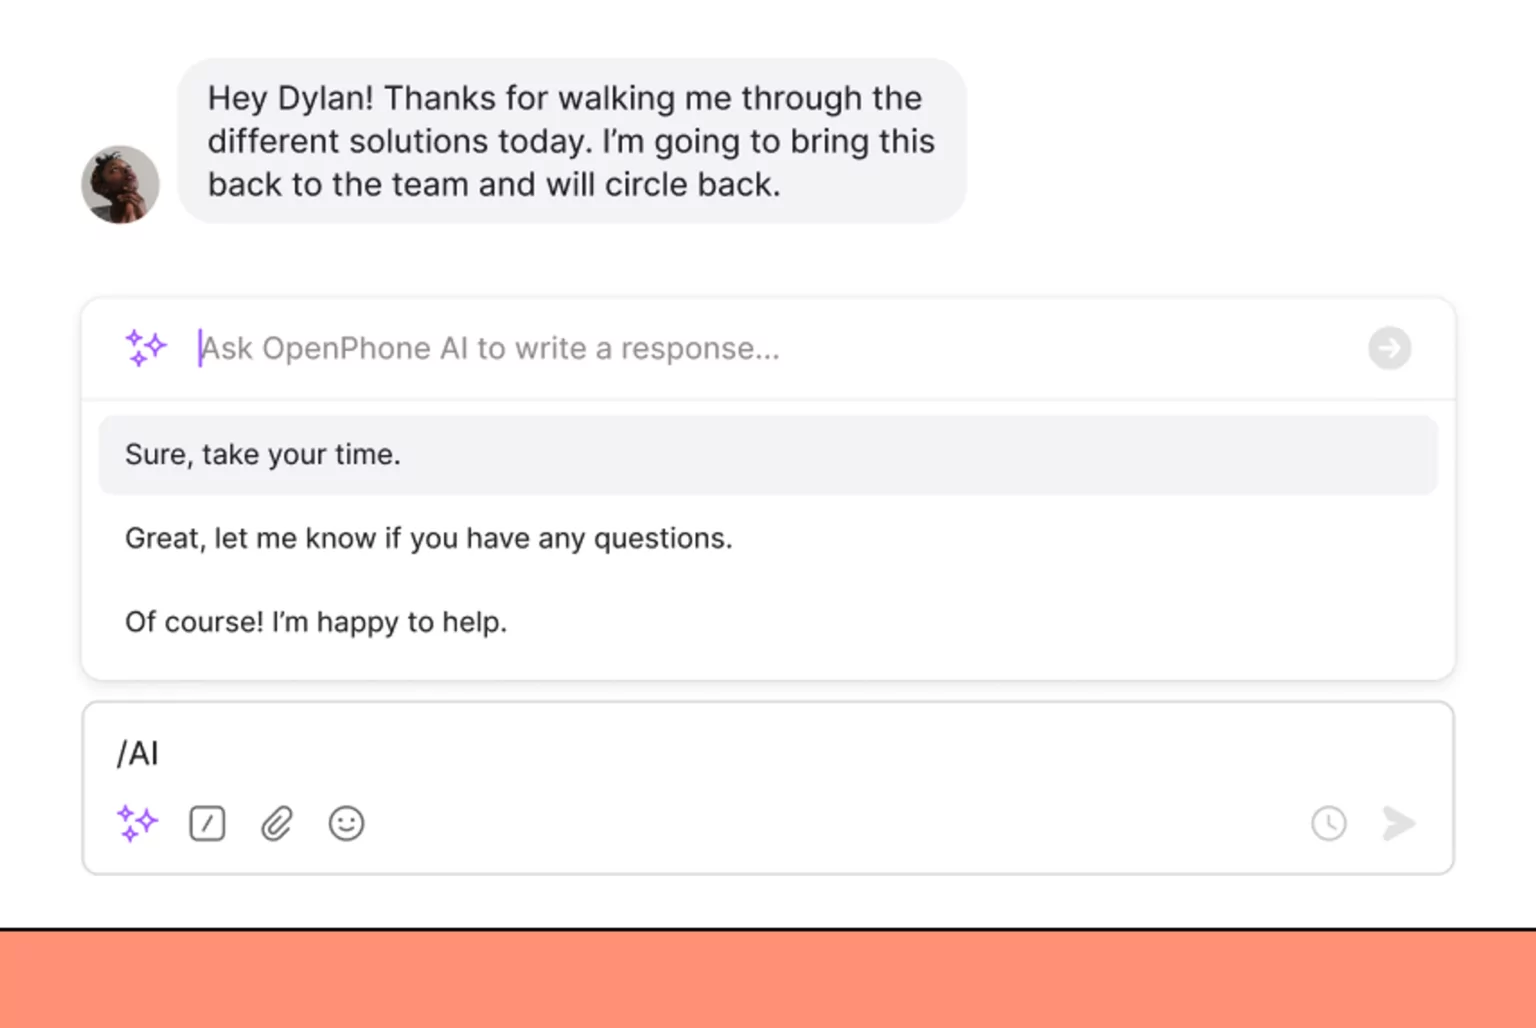 Hey Dylan! Thanks for walking me through the
different solutions today. I’m going to bring this
back to the team and will circle back.
Ask OpenPhone AI to write a response...
Sure, take your time.
Great, let me know if you have any questions.
Of course! I’m happy to help.
/AI